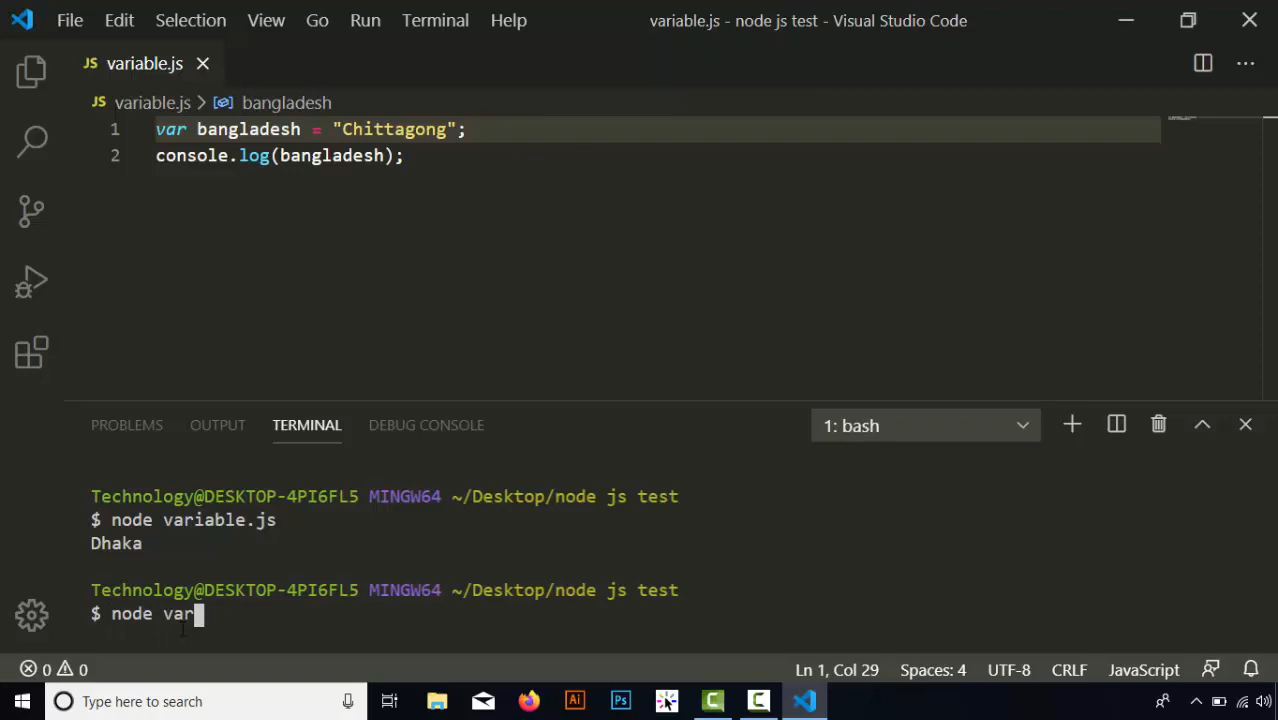 File Edit Selection View Go Run Terminal Help variable.js - node js test - Visual Studio Code
JS variable.js
JS variable.js > bangladesh
1 var bangladesh = "Chittagong";
2 console.log(bangladesh);
PROBLEMS OUTPUT TERMINAL DEBUG CONSOLE 1: bash
Technology@DESKTOP-4PI6FL5 MINGW64 ~/Desktop/node js test
$ node variable.js
Dhaka
Technology@DESKTOP-4PI6FL5 MINGW64 ~/Desktop/node js test
$ node var
0 0 Ln 1, Col 29 Spaces: 4 UTF-8 CRLF JavaScript
Type here to search Ai Ps